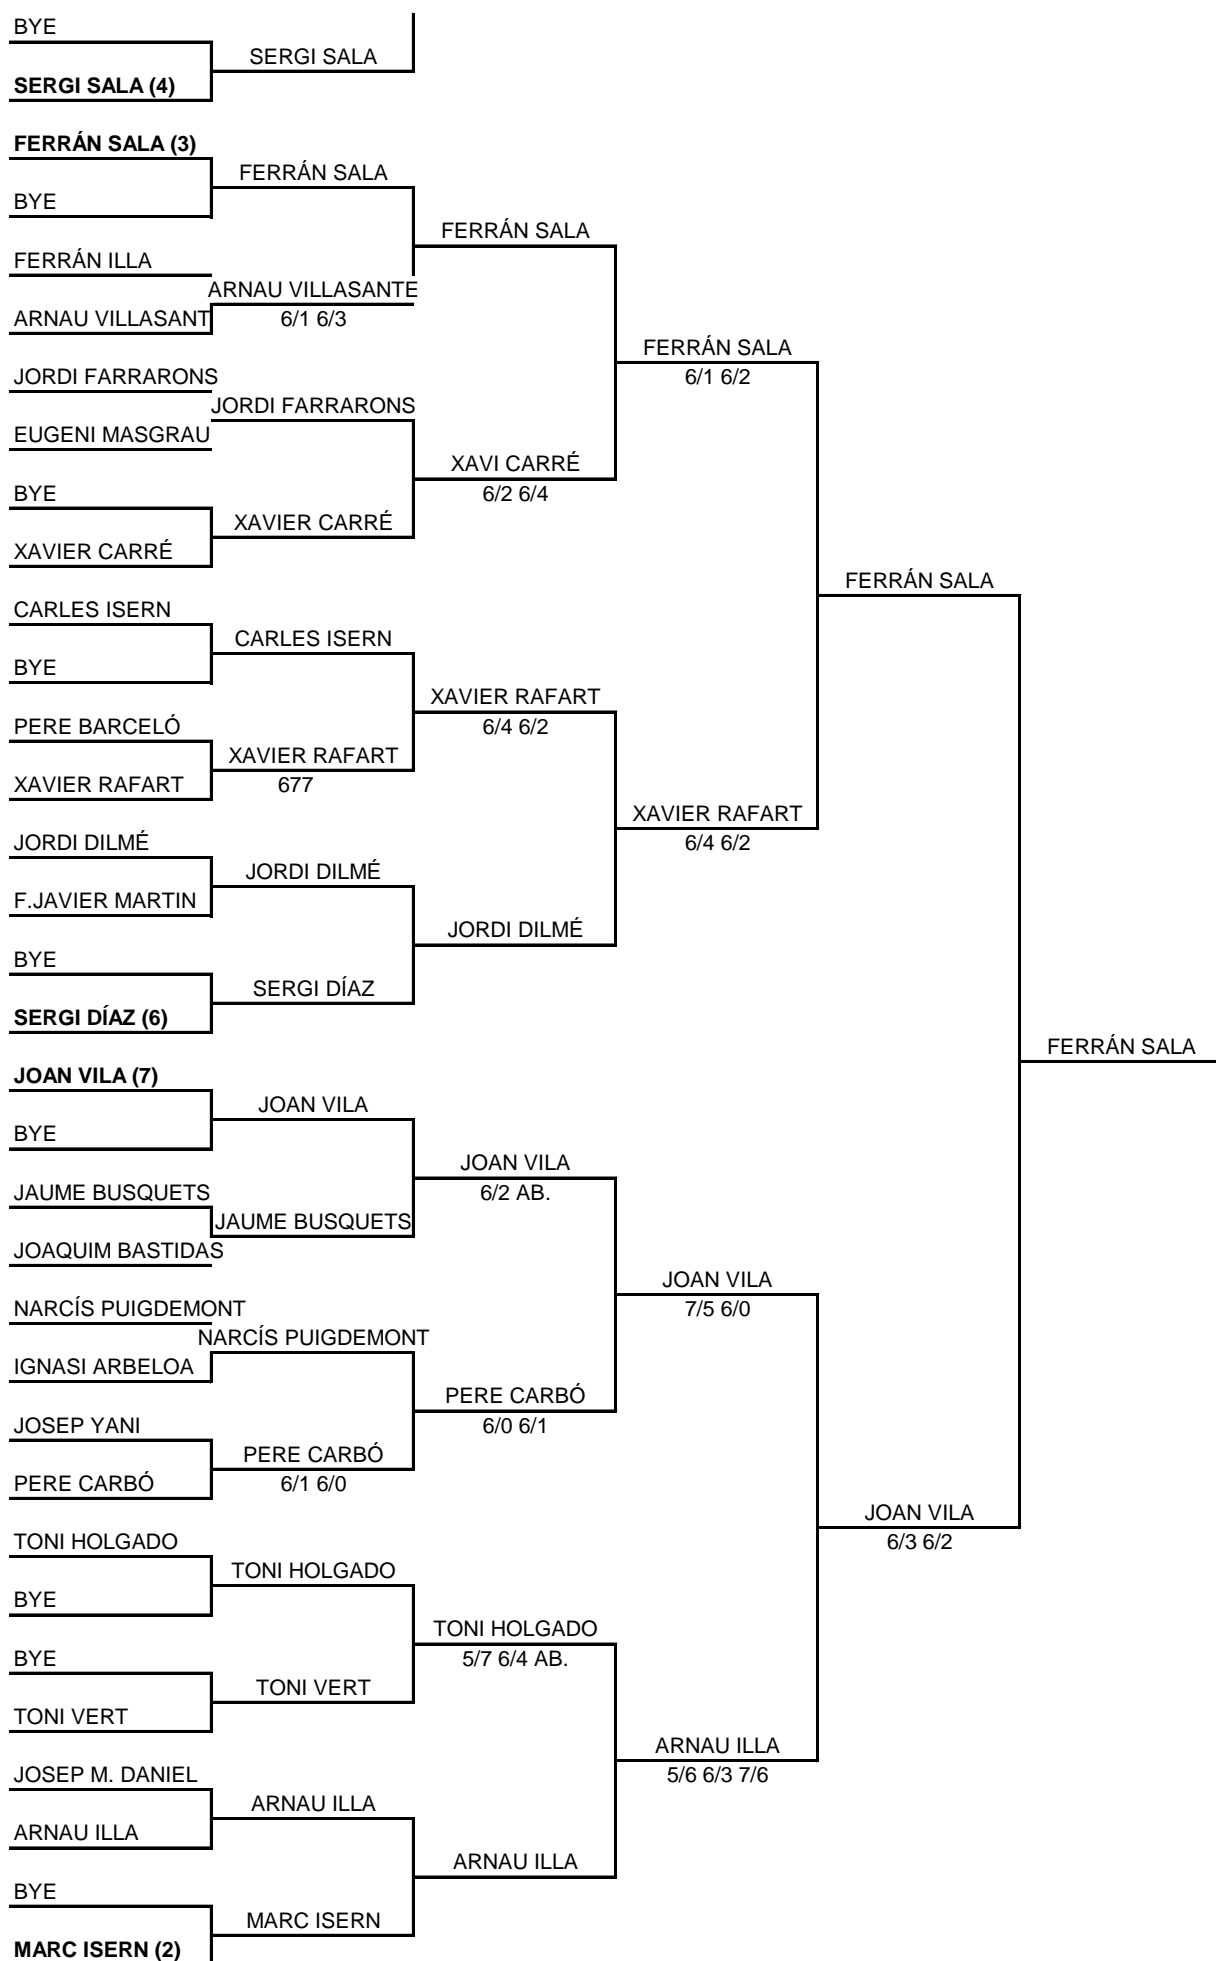 BYE
SERGI SALA
SERGI SALA (4)
FERRÁN SALA (3)
FERRÁN SALA
BYE
FERRÁN SALA
FERRÁN ILLA
ARNAU VILLASANTE
ARNAU VILLASANT
6/1 6/3
FERRÁN SALA
JORDI FARRARONS
6/1 6/2
JORDI FARRARONS
EUGENI MASGRAU
XAVI CARRÉ
BYE
6/2 6/4
XAVIER CARRÉ
XAVIER CARRÉ
FERRÁN SALA
CARLES ISERN
CARLES ISERN
BYE
XAVIER RAFART
PERE BARCELÓ
6/4 6/2
XAVIER RAFART
XAVIER RAFART
677
XAVIER RAFART
JORDI DILMÉ
6/4 6/2
JORDI DILMÉ
F.JAVIER MARTIN
JORDI DILMÉ
BYE
SERGI DÍAZ
SERGI DÍAZ (6)
FERRÁN SALA
JOAN VILA (7)
JOAN VILA
BYE
JOAN VILA
JAUME BUSQUETS
6/2 AB.
JAUME BUSQUETS
JOAQUIM BASTIDAS
JOAN VILA
NARCÍS PUIGDEMONT
7/5 6/0
NARCÍS PUIGDEMONT
IGNASI ARBELOA
PERE CARBÓ
JOSEP YANI
6/0 6/1
PERE CARBÓ
PERE CARBÓ
6/1 6/0
JOAN VILA
TONI HOLGADO
6/3 6/2
TONI HOLGADO
BYE
TONI HOLGADO
BYE
5/7 6/4 AB.
TONI VERT
TONI VERT
ARNAU ILLA
JOSEP M. DANIEL
5/6 6/3 7/6
ARNAU ILLA
ARNAU ILLA
ARNAU ILLA
BYE
MARC ISERN
MARC ISERN (2)